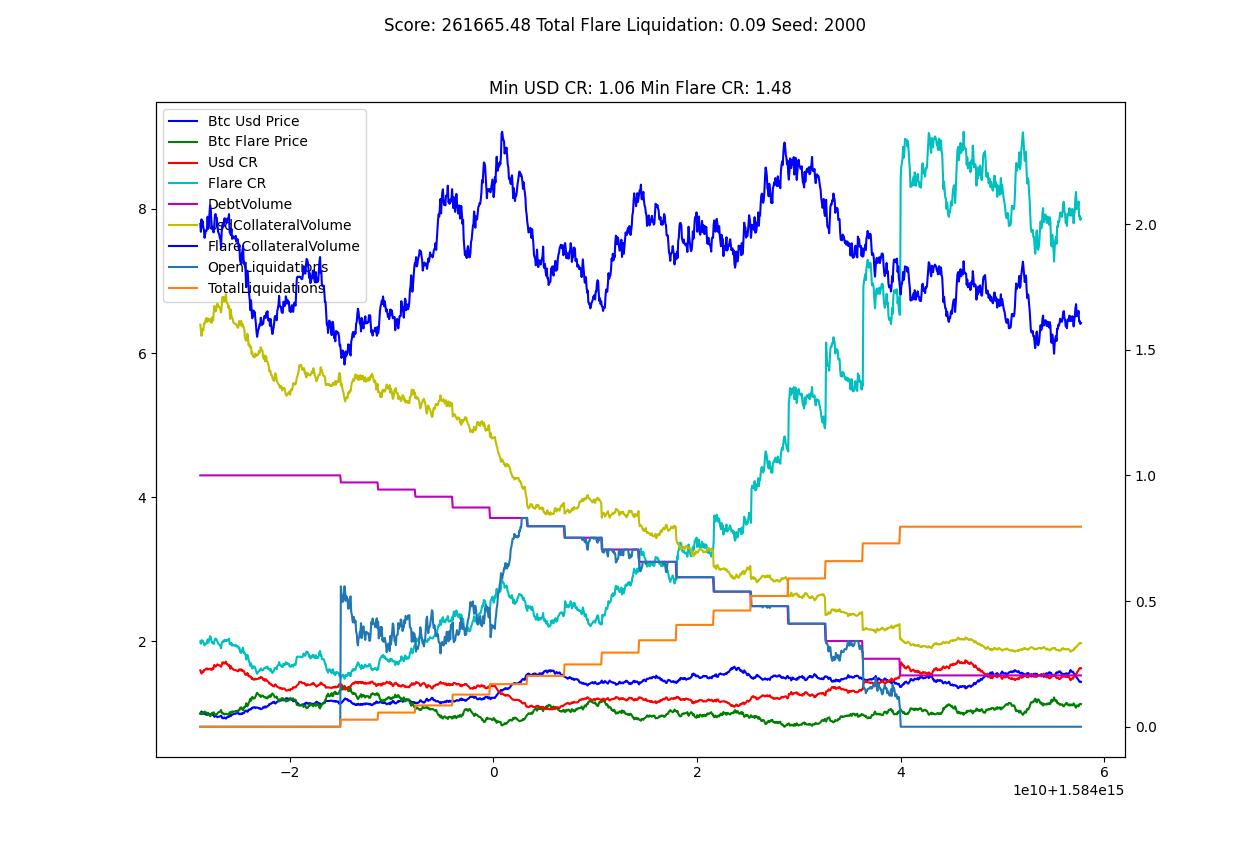 Score: 261665.48 Total Flare Liquidation: 0.09 Seed: 2000
Min USD CR: 1.06 Min Flare CR: 1.48
Btc Usd Price
Btc Flare Price
Usd CR
Flare CR
DebtVolume
UsdCollateralVolume
FlareCollateralVolume
OpenLiquidations
TotalLiquidations
8
6
4
2
2.0
1.5
1.0
0.5
0.0
−2
0
2
4
6
1e10+1.584e15